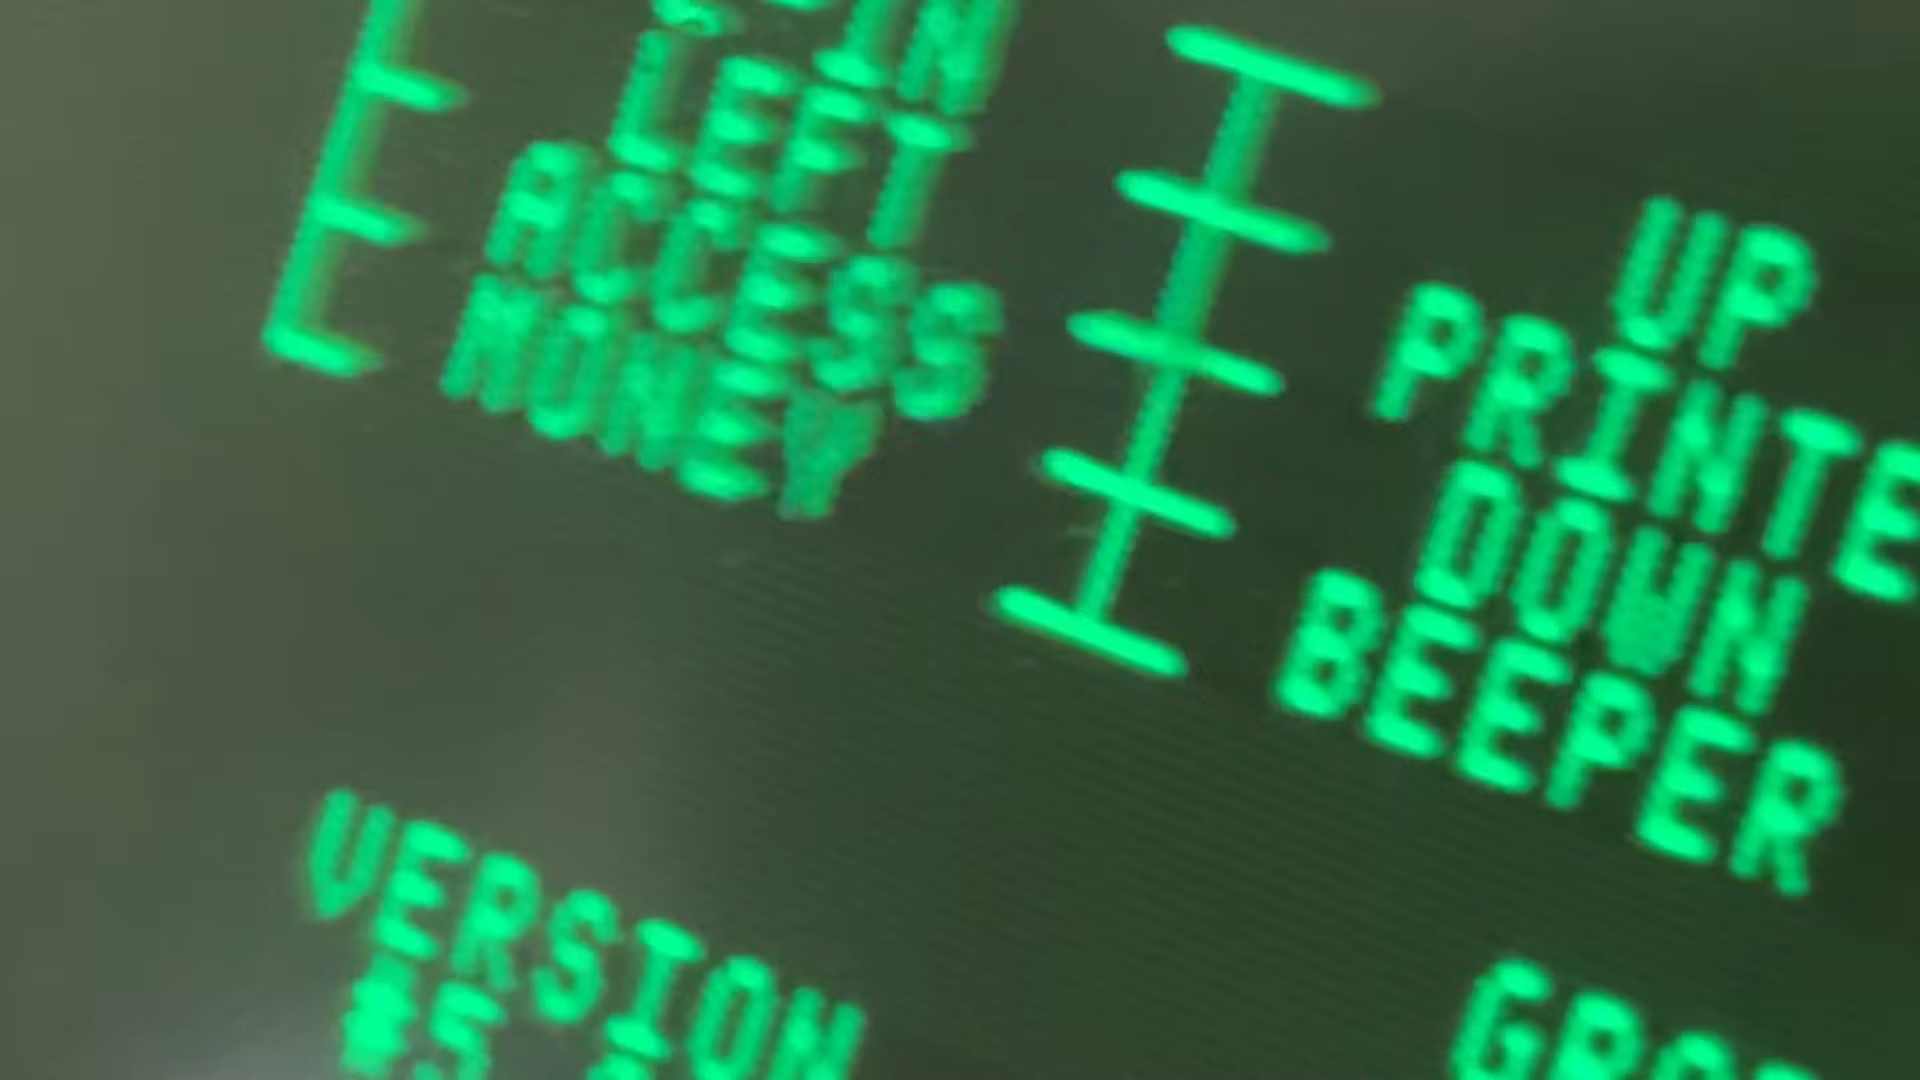 LEFT
ACCESS
MONEY
UP
PRINTE
DOWN
BEEPER
VERSION